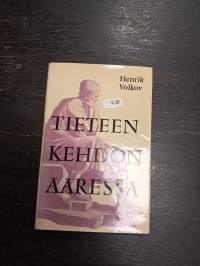 Henrik
Volkov
TIETEEN
KEHDON
ÄÄRESSÄ